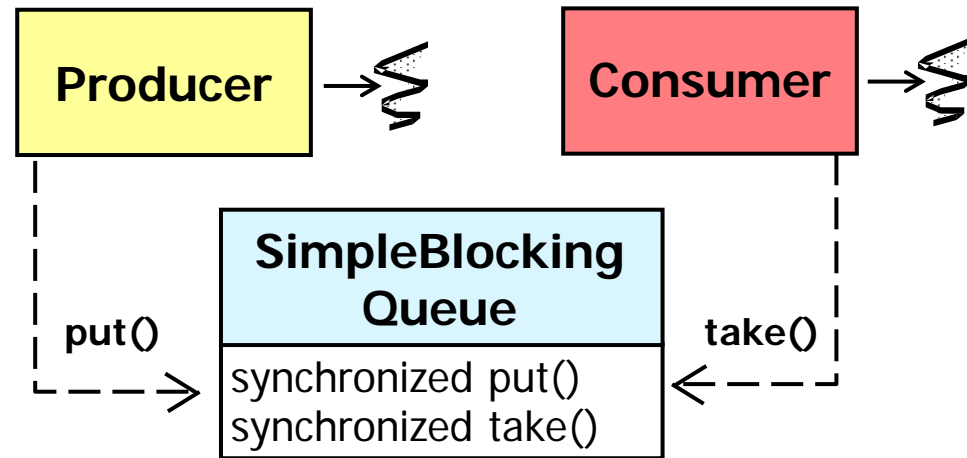 Producer
Consumer
SimpleBlocking
Queue
put()
take()
synchronized put()
synchronized take()